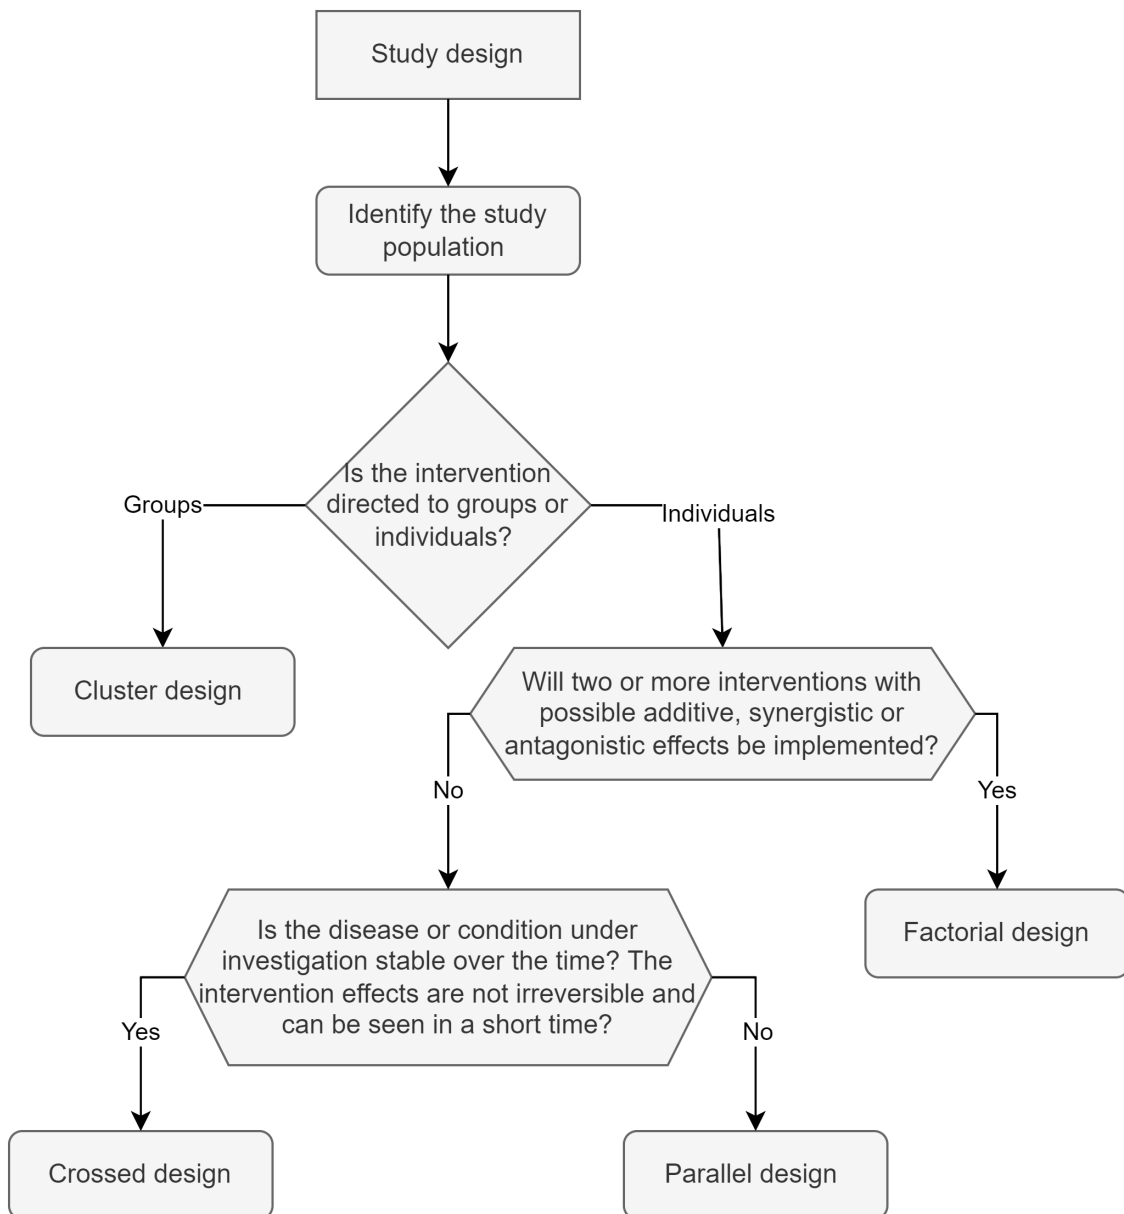 Study design
Identify the study
population
Is the intervention
directed to groups or
individuals?
Groups
Individuals
Cluster design
Will two or more interventions with
possible additive, synergistic or
antagonistic effects be implemented?
No
Yes
Is the disease or condition under
investigation stable over the time? The
intervention effects are not irreversible and
can be seen in a short time?
Factorial design
Yes
No
Crossed design
Parallel design